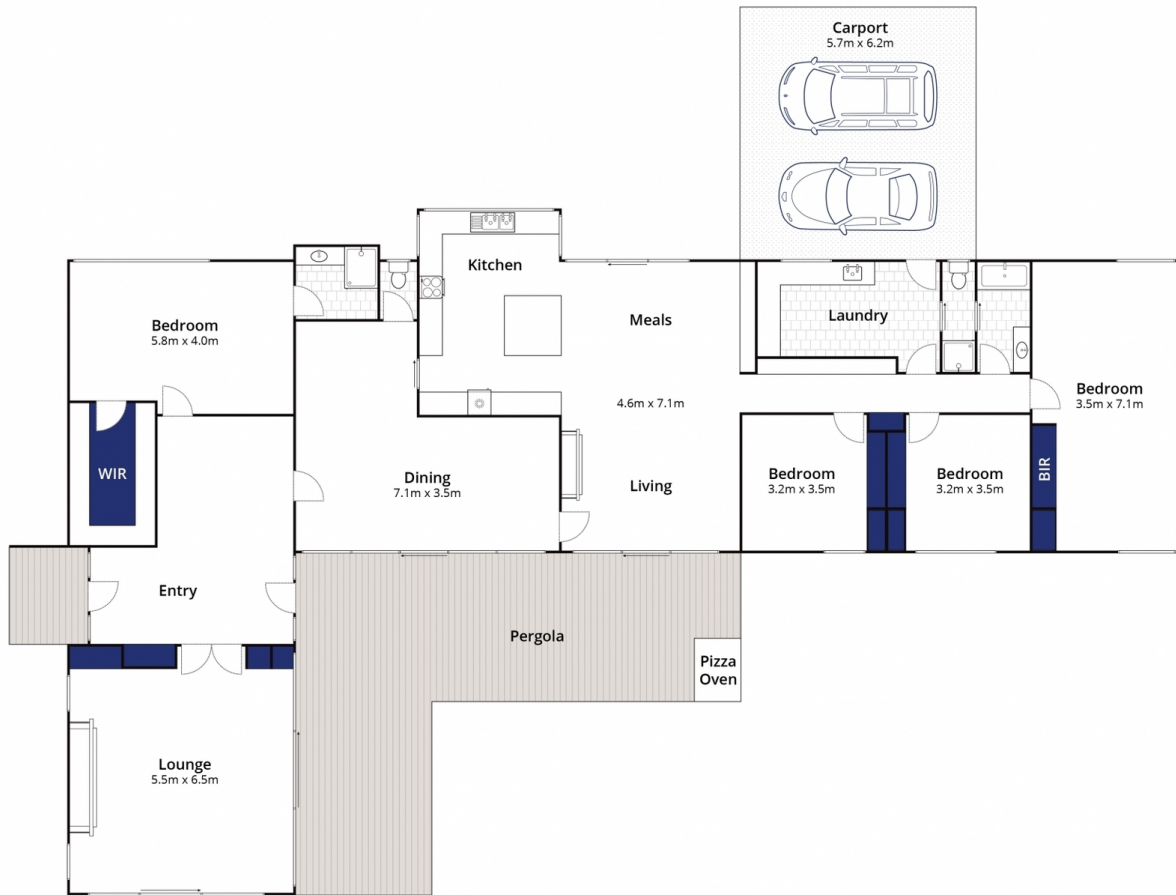 Carport
5.7m x 6.2m
Kitchen
Bedroom
5.8m x 4.0m
Meals
Laundry
4.6m x 7.1m
Bedroom
3.5m x 7.1m
WIR
Dining
7.1m x 3.5m
Living
Bedroom
3.2m x 3.5m
Bedroom
3.2m x 3.5m
BIR
Entry
Pergola
Pizza
Oven
Lounge
5.5m x 6.5m